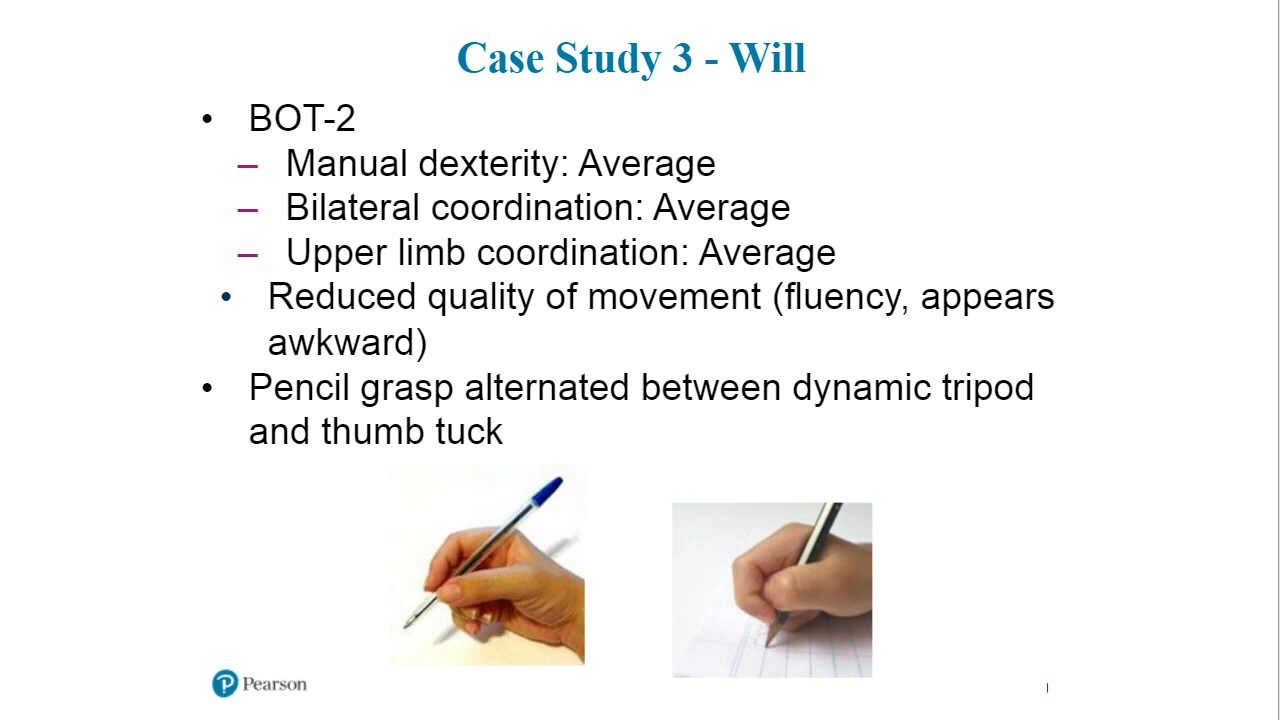 Case Study 3 - Will
• BOT-2
– Manual dexterity: Average
– Bilateral coordination: Average
– Upper limb coordination: Average
• Reduced quality of movement (fluency, appears
awkward)
• Pencil grasp alternated between dynamic tripod
and thumb tuck
P Pearson